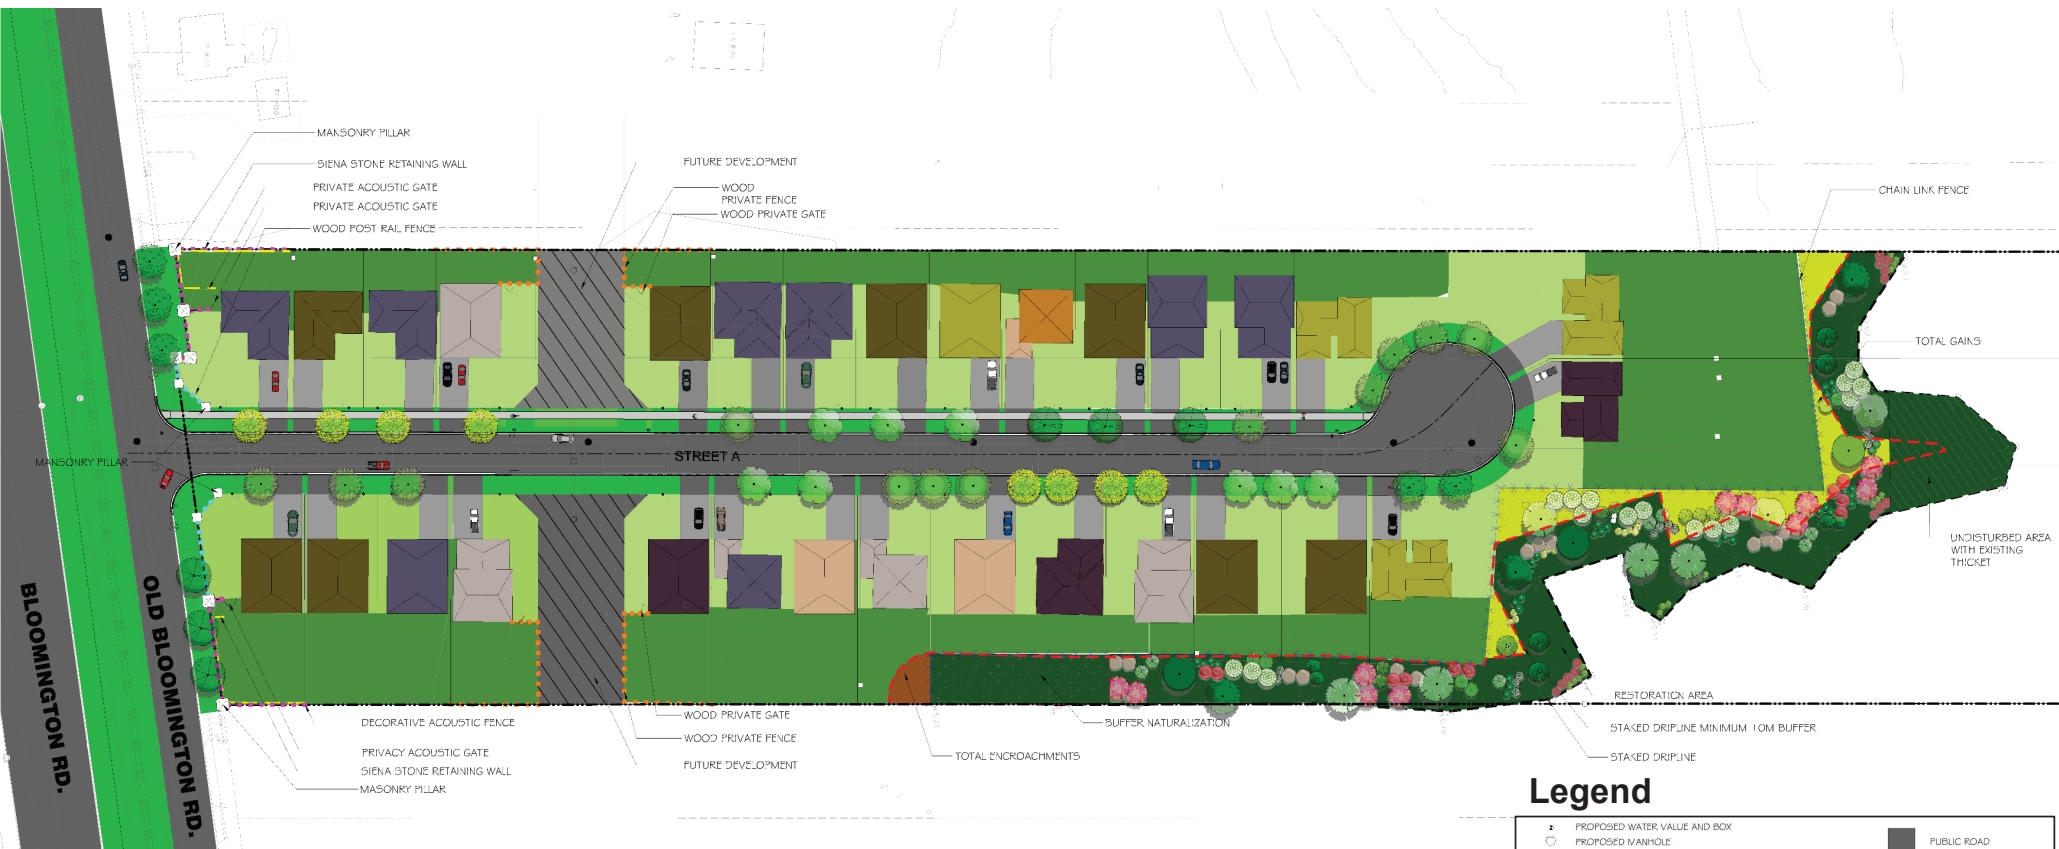 MANSONRY PILLAR
SIENA STONE RETAINING WALL
PRIVATE ACOUSTIC GATE
PRIVATE ACOUSTIC GATE
WOOD POST RAIL FENCE
FUTURE DEVELOPMENT
WOOD
PRIVATE FENCE
WOOD PRIVATE GATE
CHAIN LINK FENCE
TOTAL GAINS
MANSONRY PILLAR
STREET A
UNDISTURBED AREA
WITH EXISTING
THICKET
BLOOMINGTON RD.
OLD BLOOMINGTON RD.
DECORATIVE ACOUSTIC FENCE
PRIVACY ACOUSTIC GATE
SIENA STONE RETAINING WALL
MASONRY PILLAR
WOOD PRIVATE GATE
WOOD PRIVATE FENCE
FUTURE DEVELOPMENT
BUFFER NATURALIZATION
TOTAL ENCROACHMENTS
RESTORATION AREA
STAKED DRIPLINE MINIMUM 10M BUFFER
STAKED DRIPLINE
Legend
PROPOSED WATER VALUE AND BOX
PROPOSED MANHOLE
PUBLIC ROAD